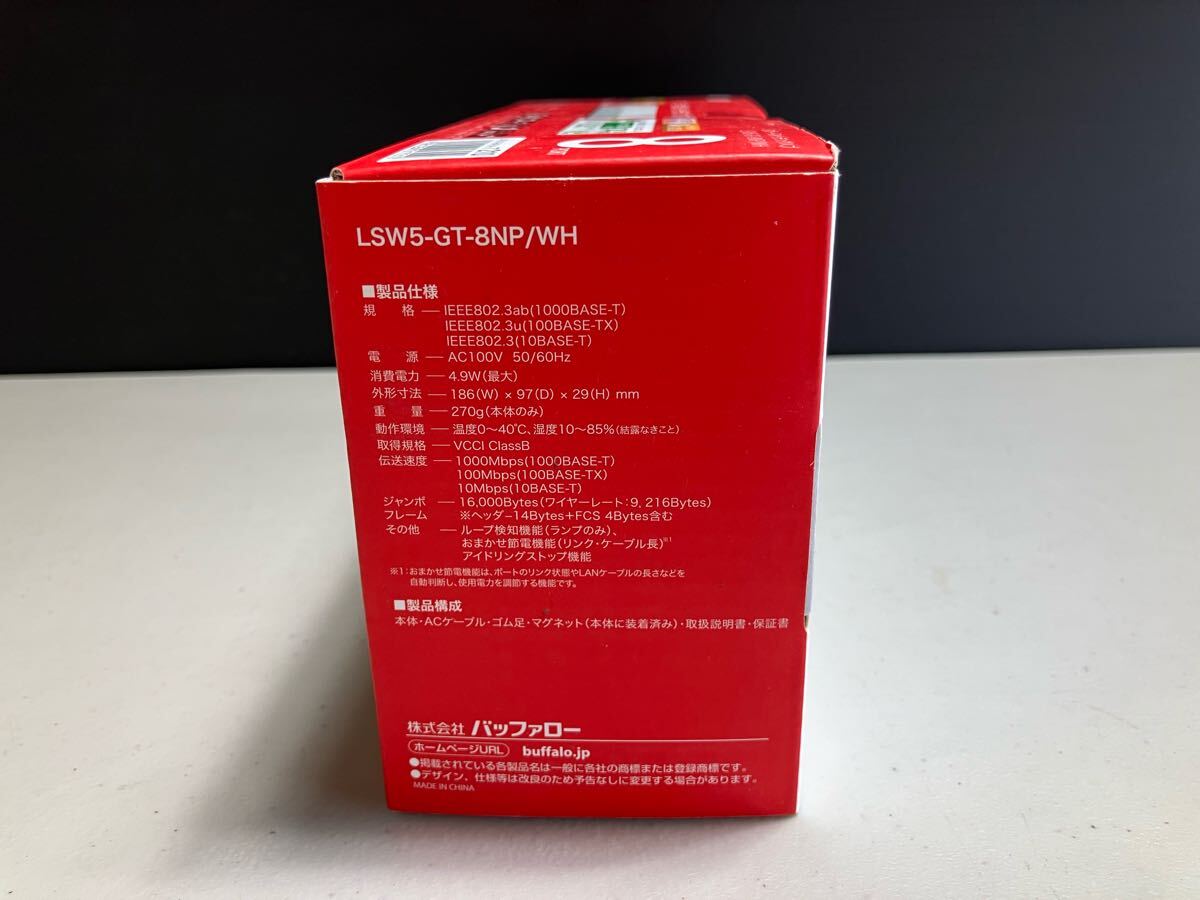 8
LSW5-GT-8NP/WH
■製品仕様
規 格 ― IEEE802.3ab(1000BASE-T)
IEEE802.3u(100BASE-TX)
IEEE802.3(10BASE-T)
電 源 ― AC100V 50/60Hz
消費電力 ― 4.9W(最大)
外形寸法 ― 186(W) × 97(D) × 29(H) mm
重 量 ― 270g(本体のみ)
動作環境 ― 温度0〜40℃、湿度10〜85%(結露なきこと)
取得規格 ― VCCI ClassB
伝送速度 ― 1000Mbps(1000BASE-T)
100Mbps(100BASE-TX)
10Mbps(10BASE-T)
ジャンボ ― 16,000Bytes(ワイヤーレート:9,216Bytes)
フレーム ※ヘッダ−14Bytes+FCS 4Bytes含む
その他 ― ループ検知機能(ランプのみ)、
おまかせ節電機能(リンク・ケーブル長)※1
アイドリングストップ機能
※1:おまかせ節電機能は、ポートのリンク状態やLANケーブルの長さなどを
自動判断し、使用電力を調節する機能です。
■製品構成
本体・ACケーブル・ゴム足・マグネット(本体に装着済み)・取扱説明書・保証書
株式会社 バッファロー
ホームページURL buffalo.jp
●掲載されている各製品名は一般に各社の商標または登録商標です。
●デザイン、仕様等は改良のため予告なしに変更する場合があります。
MADE IN CHINA